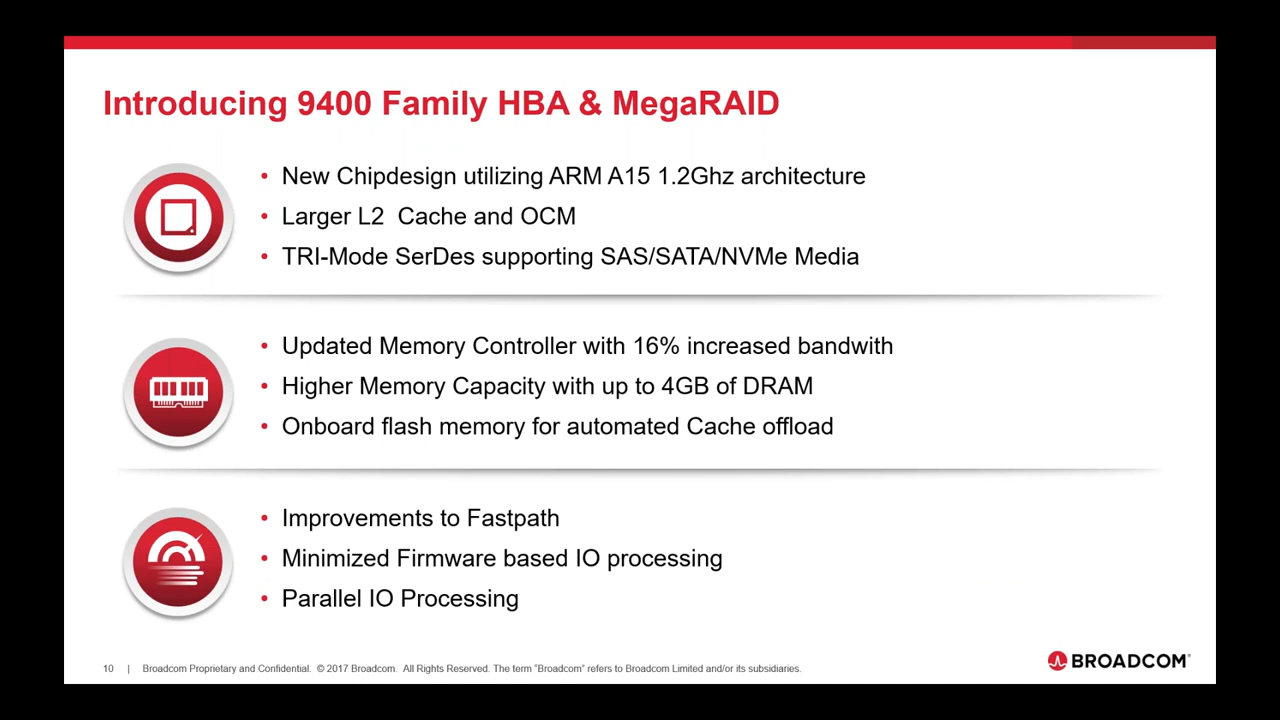 Introducing 9400 Family HBA & MegaRAID
• New Chipdesign utilizing ARM A15 1.2Ghz architecture
• Larger L2  Cache and OCM
• TRI-Mode SerDes supporting SAS/SATA/NVMe Media
• Updated Memory Controller with 16% increased bandwith
• Higher Memory Capacity with up to 4GB of DRAM
• Onboard flash memory for automated Cache offload
• Improvements to Fastpath
• Minimized Firmware based IO processing
• Parallel IO Processing
10 | Broadcom Proprietary and Confidential.  © 2017 Broadcom.  All Rights Reserved. The term “Broadcom” refers to Broadcom Limited and/or its subsidiaries.
BROADCOM®